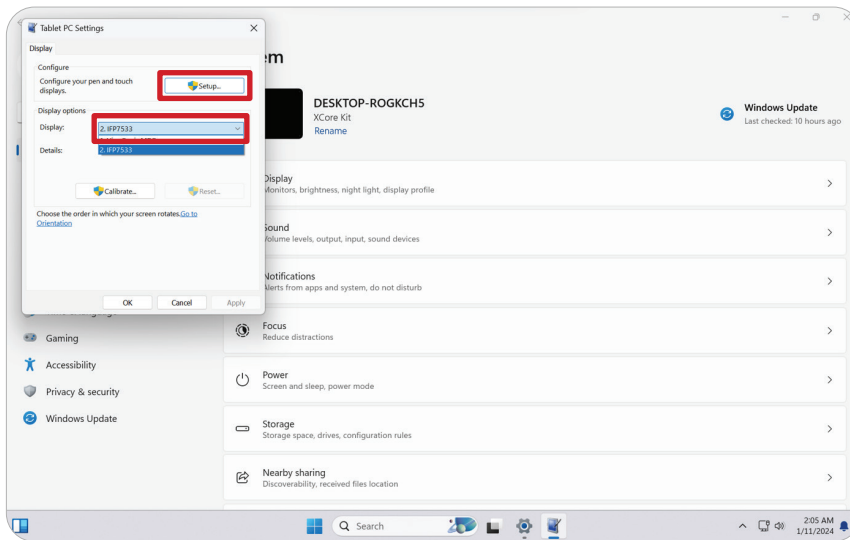 Tablet PC Settings
Display
Configure
Configure your pen and touch
displays.
Setup...
Display options
Display:
2. IFP7533
2. IFP7533
Details:
Calibrate...
Reset...
Choose the order in which your screen rotates.Go to
Orientation
OK
Cancel
Apply
em
DESKTOP-ROGKCH5
XCore Kit
Rename
Windows Update
Last checked: 10 hours ago
Display
Monitors, brightness, night light, display profile
Sound
Volume levels, output, input, sound devices
Notifications
Alerts from apps and system, do not disturb
Focus
Reduce distractions
Power
Screen and sleep, power mode
Storage
Storage space, drives, configuration rules
Nearby sharing
Discoverability, received files location
Gaming
Accessibility
Privacy & security
Windows Update
Search
2:05 AM
1/11/2024